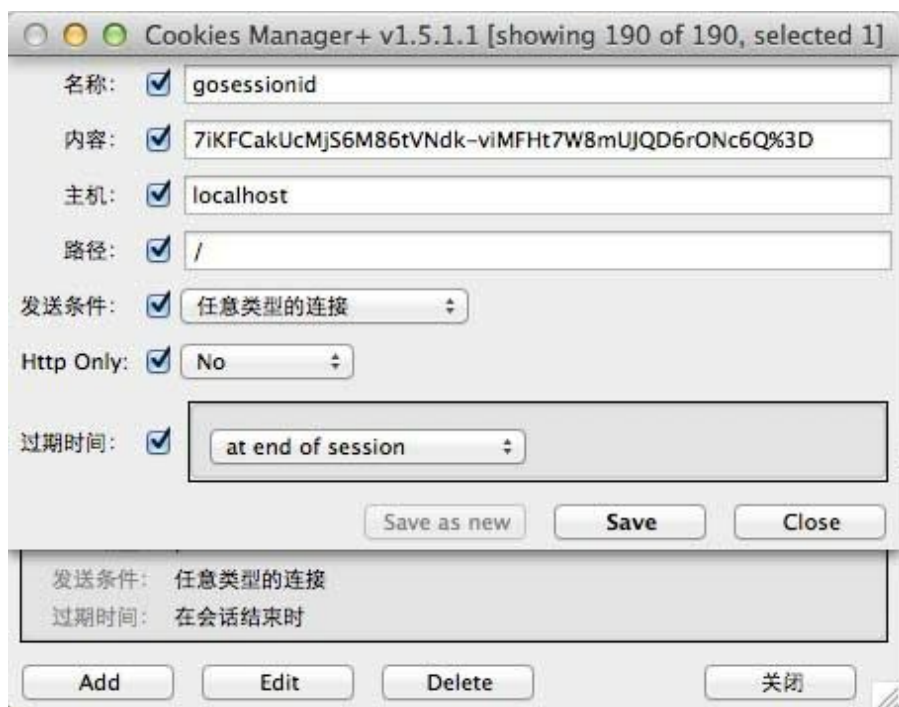 Cookies Manager+ v1.5.1.1 [showing 190 of 190, selected 1]
名称: gosessionid
内容: 7iKFCakUcMjS6M86tVNdk-viMFHt7W8mUJQD6rONc6Q%3D
主机: localhost
路径: /
发送条件: 任意类型的连接
Http Only: No
过期时间: at end of session
Save as new Save Close
发送条件: 任意类型的连接
过期时间: 在会话结束时
Add Edit Delete 关闭